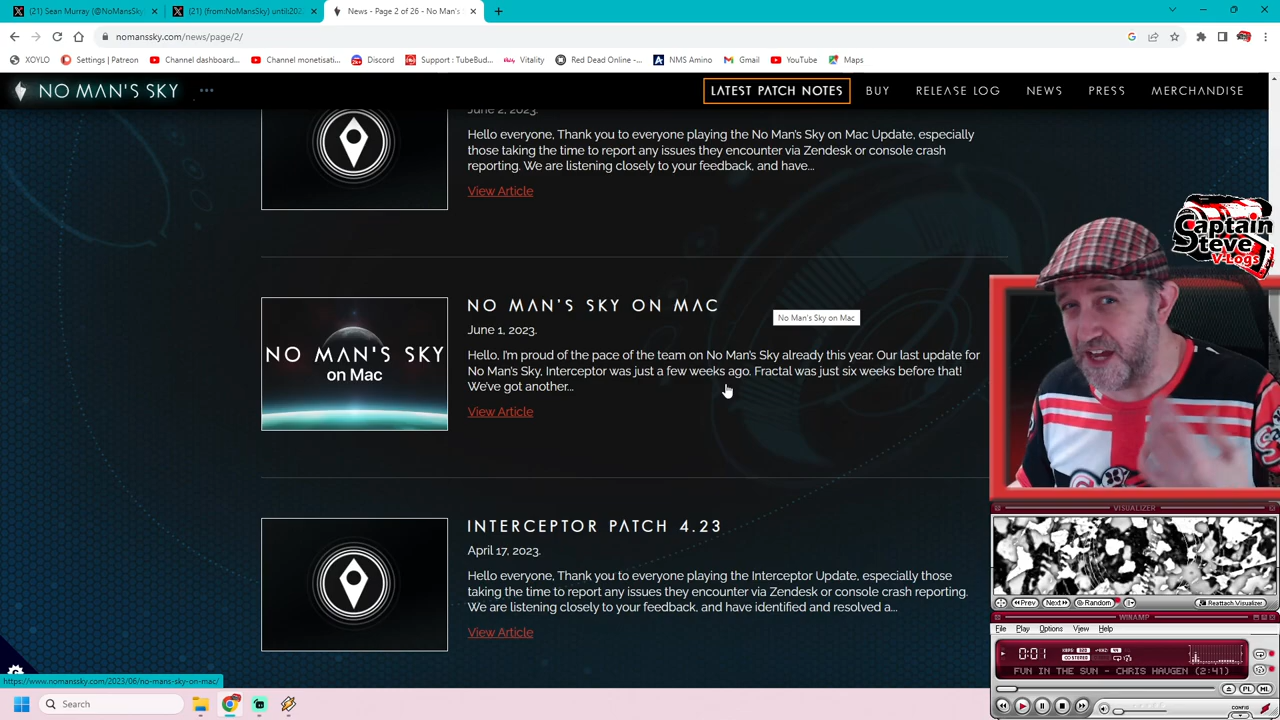 (21) Sean Murray (@NoMansSky)
(21) (from:NoMansSky) until:202
News - Page 2 of 26 - No Man's
nomanssky.com/news/page/2/
XOYLO
Settings | Patreon
Channel dashboard...
Channel monetisati...
Discord
Support : TubeBud...
Vitality
Red Dead Online -...
NMS Amino
Gmail
YouTube
Maps
NO MAN'S SKY
LATEST PATCH NOTES
BUY
RELEASE LOG
NEWS
PRESS
MERCHANDISE
June 2, 2023.
Hello everyone, Thank you to everyone playing the No Man's Sky on Mac Update, especially
those taking the time to report any issues they encounter via Zendesk or console crash
reporting. We are listening closely to your feedback, and have...
View Article
Captain
Steve
V-Logs
NO MAN'S SKY ON MAC
No Man's Sky on Mac
June 1, 2023.
NO MAN'S SKY
on Mac
Hello, I'm proud of the pace of the team on No Man's Sky already this year. Our last update for
No Man's Sky, Interceptor was just a few weeks ago. Fractal was just six weeks before that!
We've got another...
View Article
INTERCEPTOR PATCH 4.23
April 17, 2023.
Hello everyone, Thank you to everyone playing the Interceptor Update, especially those
taking the time to report any issues they encounter via Zendesk or console crash reporting.
We are listening closely to your feedback, and have identified and resolved a...
View Article
VISUALIZER
Prev
Next
Random
Reattach Visualizer
WINAMP
File Play Options View Help
0:01
STEREO
FUN IN THE SUN - CHRIS HAUGEN (2:41)
PL
ML
CONFIG
https://www.nomanssky.com/2023/06/no-mans-sky-on-mac/
Search